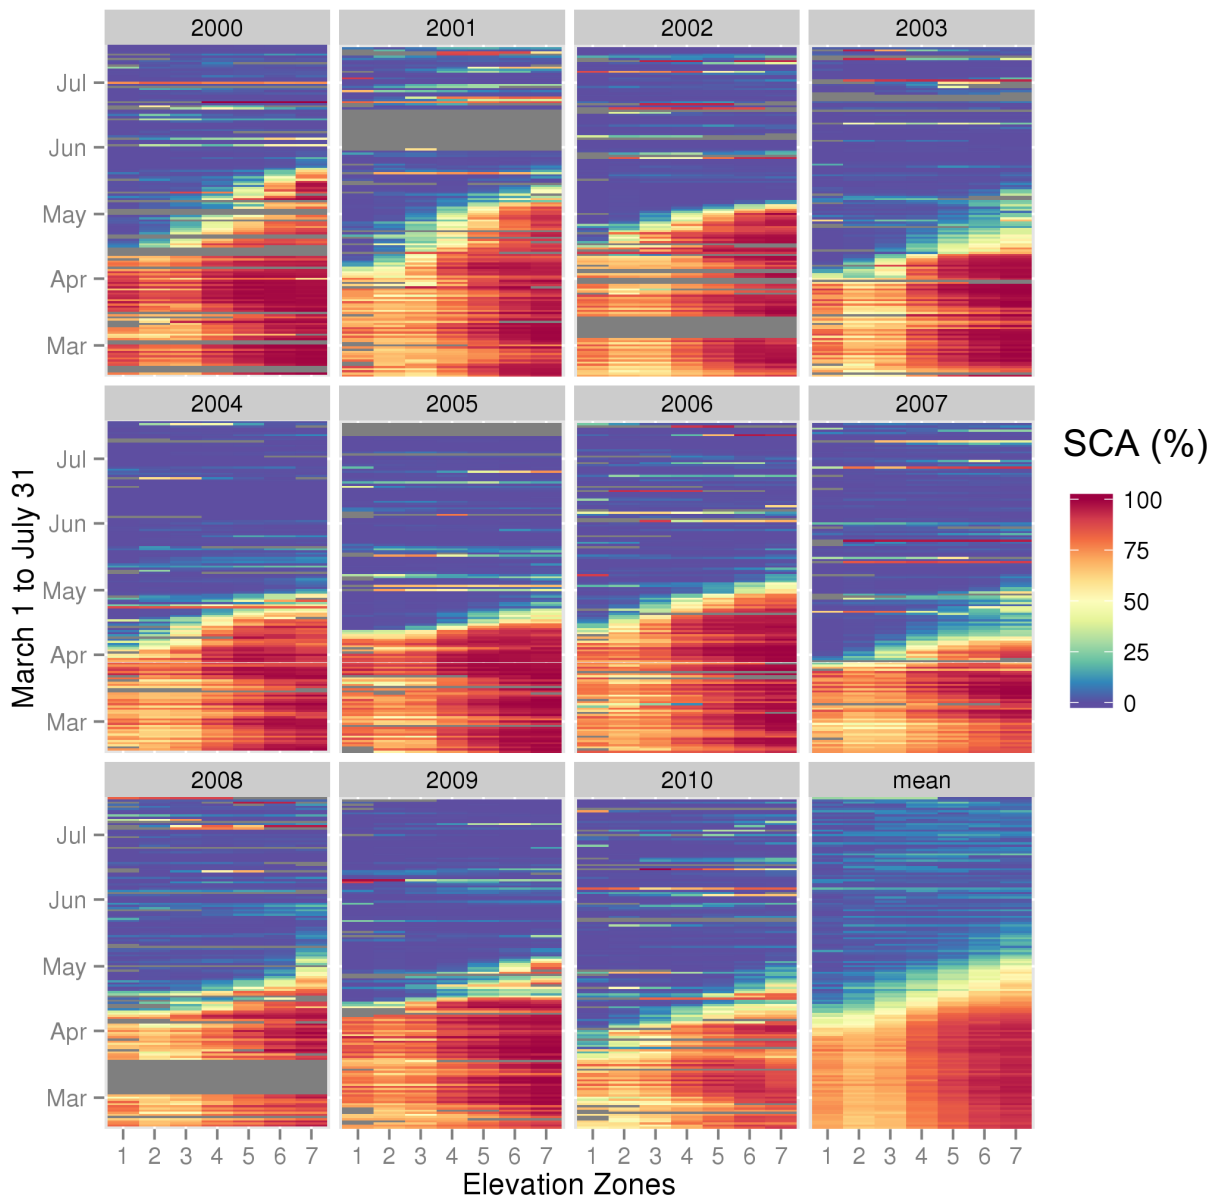 2000 2001 2002 2003
Jul
Jun
May
Apr
Mar
2004 2005 2006 2007
Jul
Jun
May
Apr
Mar
2008 2009 2010 mean
Jul
Jun
May
Apr
Mar
1 2 3 4 5 6 7 1 2 3 4 5 6 7 1 2 3 4 5 6 7 1 2 3 4 5 6 7
Elevation Zones
March 1 to July 31
SCA (%)
100
75
50
25
0